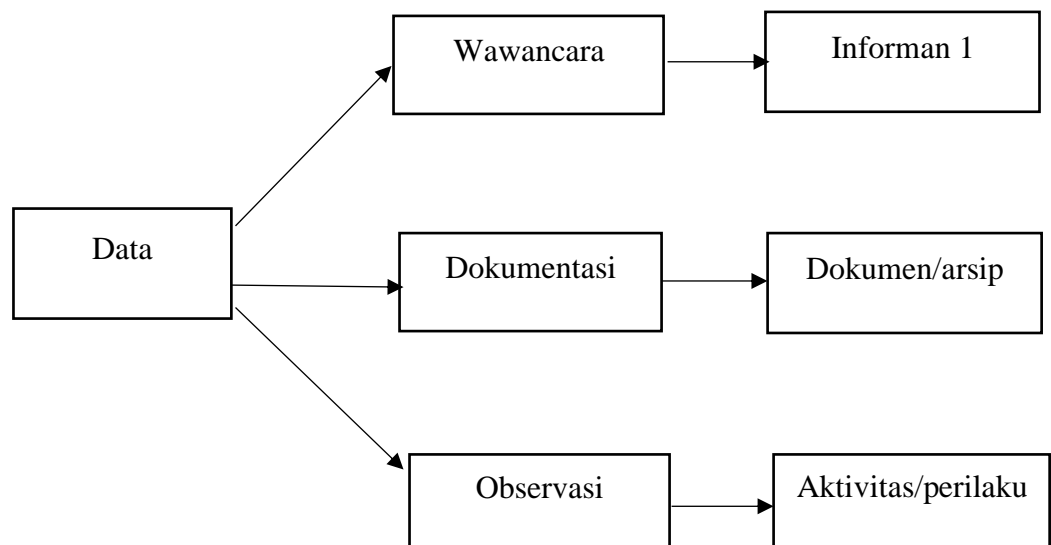 Wawancara
Informan 1
Data
Dokumentasi
Dokumen/arsip
Observasi
Aktivitas/perilaku